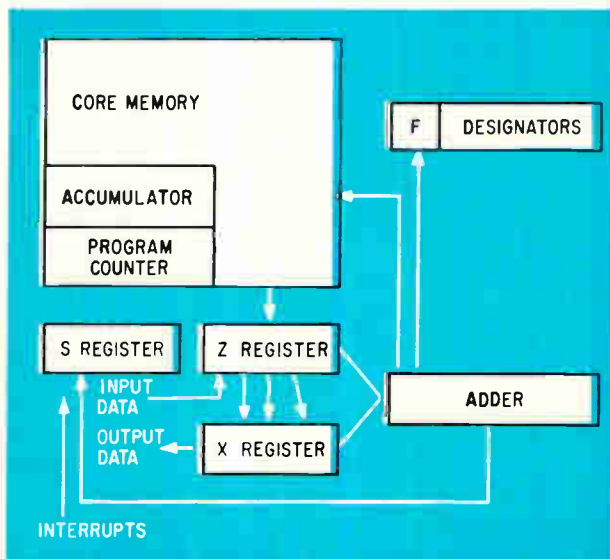 CORE MEMORY
F DESIGNATORS
ACCUMULATOR
PROGRAM
COUNTER
S REGISTER
Z REGISTER
INPUT
DATA
ADDER
OUTPUT
DATA
X REGISTER
INTERRUPTS